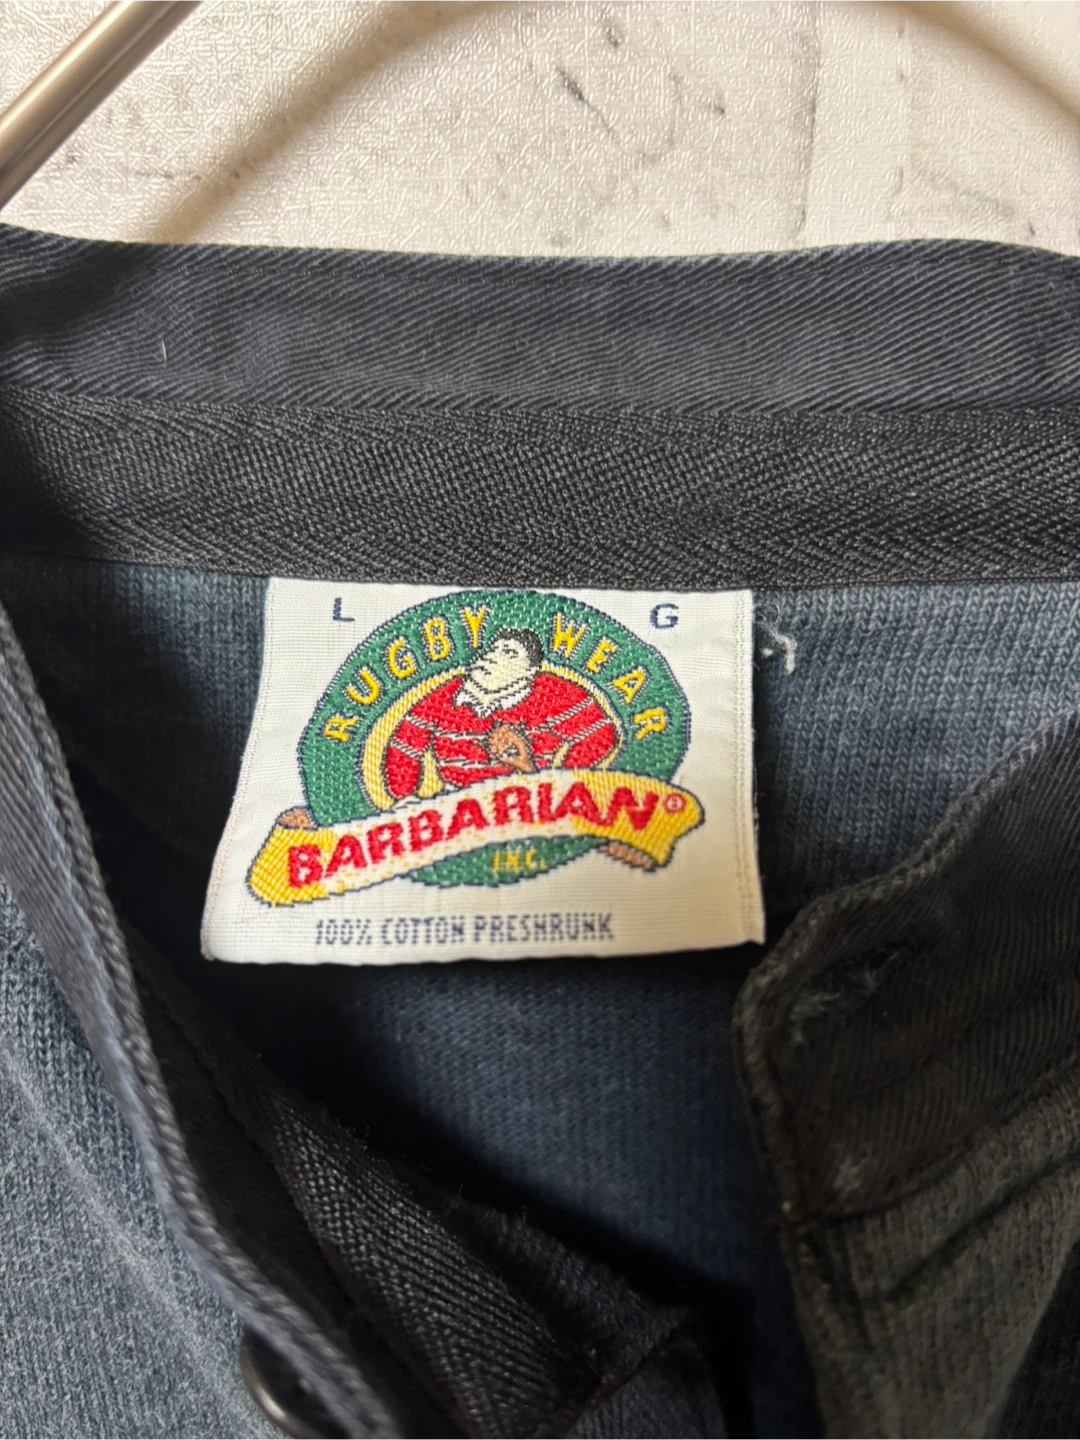 L G
RUGBY WEAR
BARBARIAN®
INC.
100% COTTON PRESHRUNK